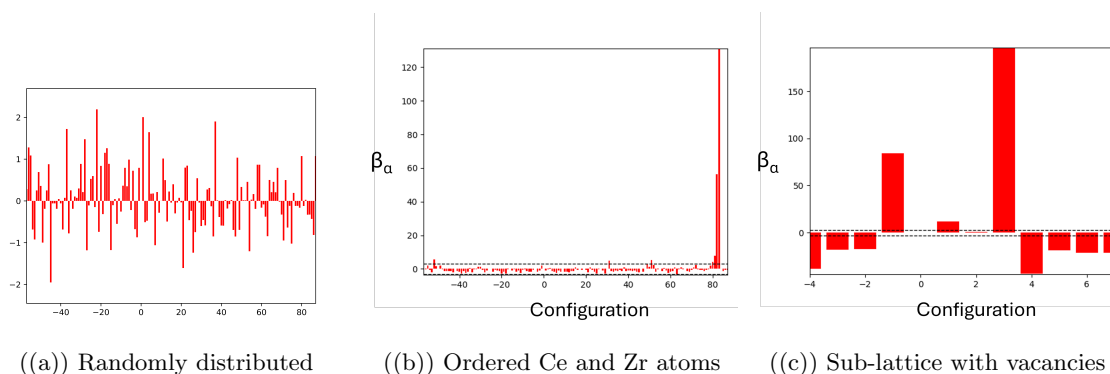 2
1
0
−1
−2
−40 −20 0 20 40 60 80
βα
120
100
80
60
40
20
0
−40 −20 0 20 40 60 80
Configuration
βα
150
100
50
0
−4 −2 0 2 4 6
Configuration
((a)) Randomly distributed
((b)) Ordered Ce and Zr atoms
((c)) Sub-lattice with vacancies